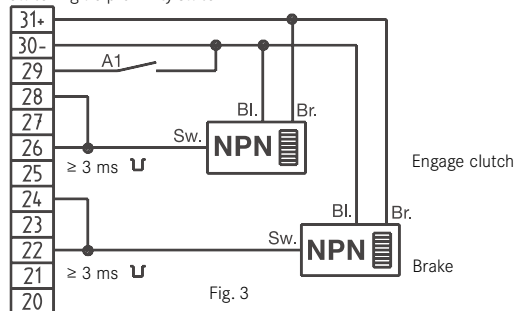 31+
30-
29
28
27
26
25
24
23
22
21
20
A1
Bl.
Br.
Sw.
NPN
≥ 3 ms
Engage clutch
Bl.
Br.
Sw.
NPN
≥ 3 ms
Brake
Fig. 3